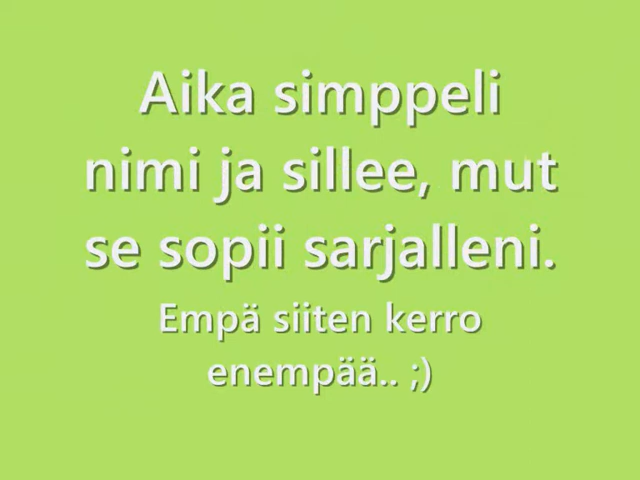 Aika simppeli
nimi ja sillee, mut
se sopii sarjalleni.
Empä siiten kerro
enempää.. ;)